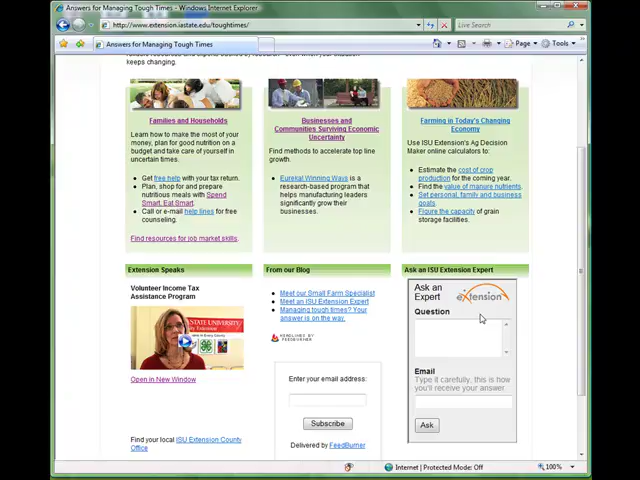 Answers for Managing Tough Times - Windows Internet Explorer
http://www.extension.iastate.edu/toughtimes/
Live Search
Answers for Managing Tough Times
Page
Tools
keeps changing.
Families and Households
Learn how to make the most of your
money, plan for good nutrition on a
budget and take care of yourself in
uncertain times.
Get free help with your tax return.
Plan, shop for and prepare
nutritious meals with Spend
Smart. Eat Smart.
Call or e-mail help lines for free
counseling.
Find resources for job market skills.
Businesses and
Communities Surviving Economic
Uncertainty
Find methods to accelerate top line
growth.
Eureka! Winning Ways is a
research-based program that
helps manufacturing leaders
significantly grow their
businesses.
Farming in Today's Changing
Economy
Use ISU Extension's Ag Decision
Maker online calculators to:
Estimate the cost of crop
production for the coming year.
Find the value of manure nutrients.
Set personal, family and business
goals.
Figure the capacity of grain
storage facilities.
Extension Speaks
Volunteer Income Tax
Assistance Program
Open in New Window
Find your local ISU Extension County
Office
From our Blog
Meet our Small Farm Specialist
Meet an ISU Extension Expert
Managing tough times? Your
answer is on the way.
HEADLINES BY
FEEDBURNER
Enter your email address:
Subscribe
Delivered by FeedBurner
Ask an ISU Extension Expert
Ask an
Expert
eXtension
Question
Email
Type it carefully, this is how
you'll receive your answer.
Ask
Internet | Protected Mode: Off
100%